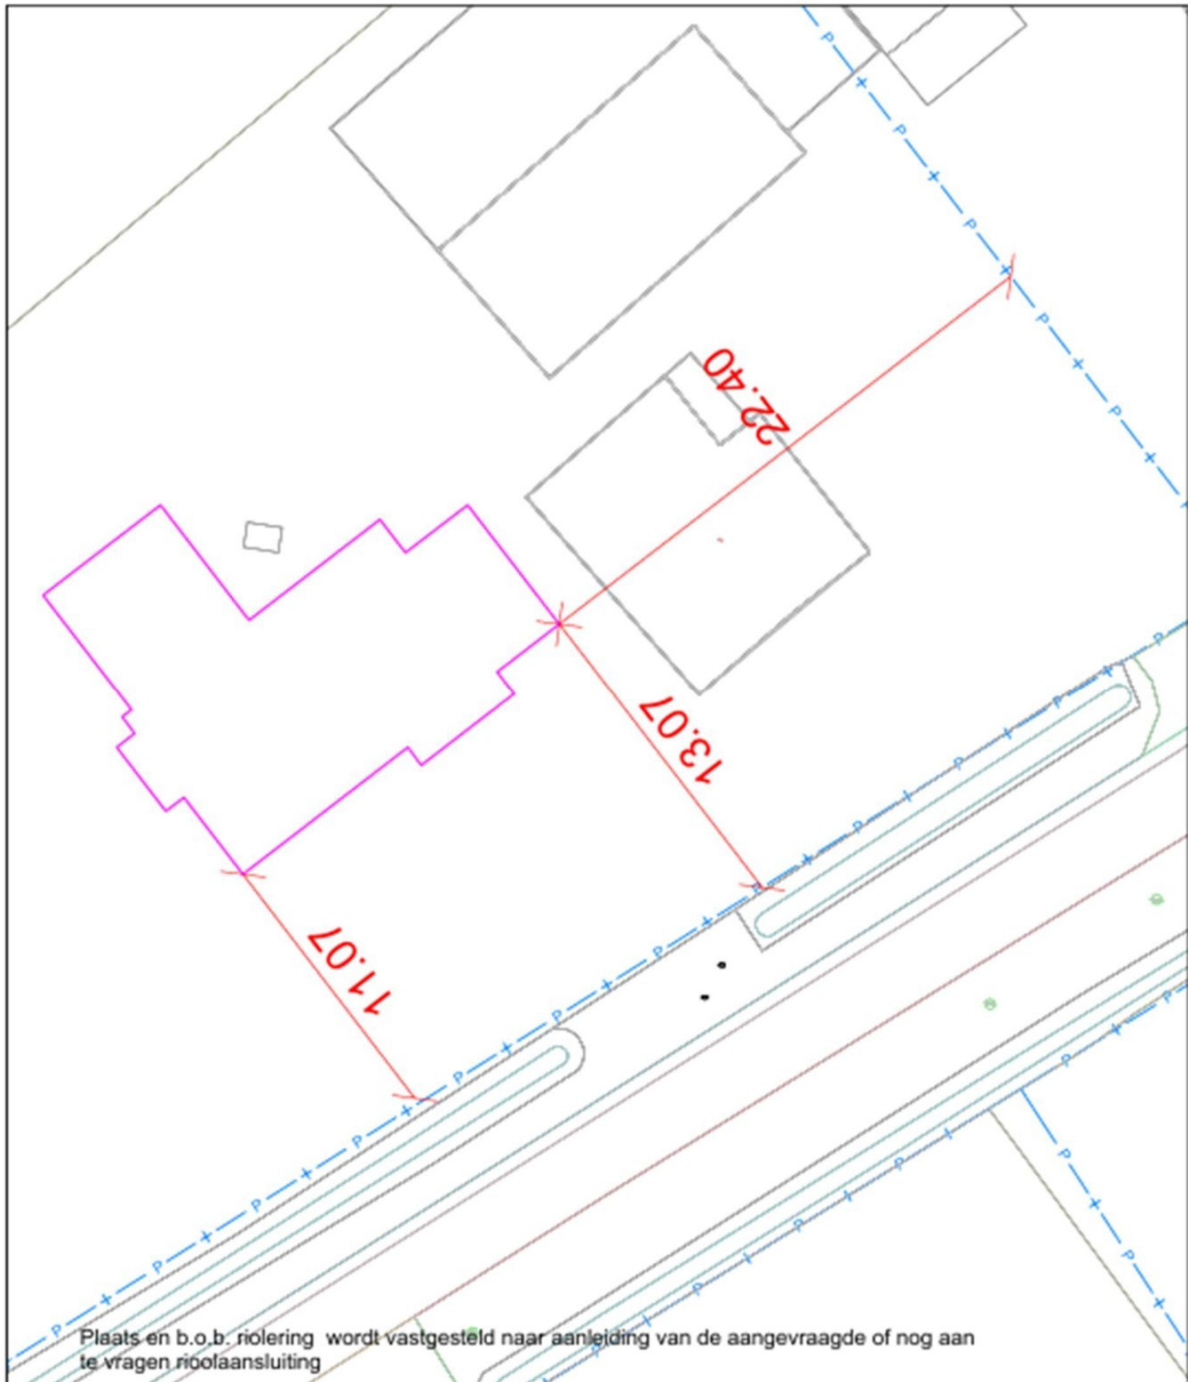 22.40
13.07
11.07
Plaats en b.o.b. riolering wordt vastgesteld naar aanleiding van de aangevraagde of nog aan
te vragen rioolaansluiting